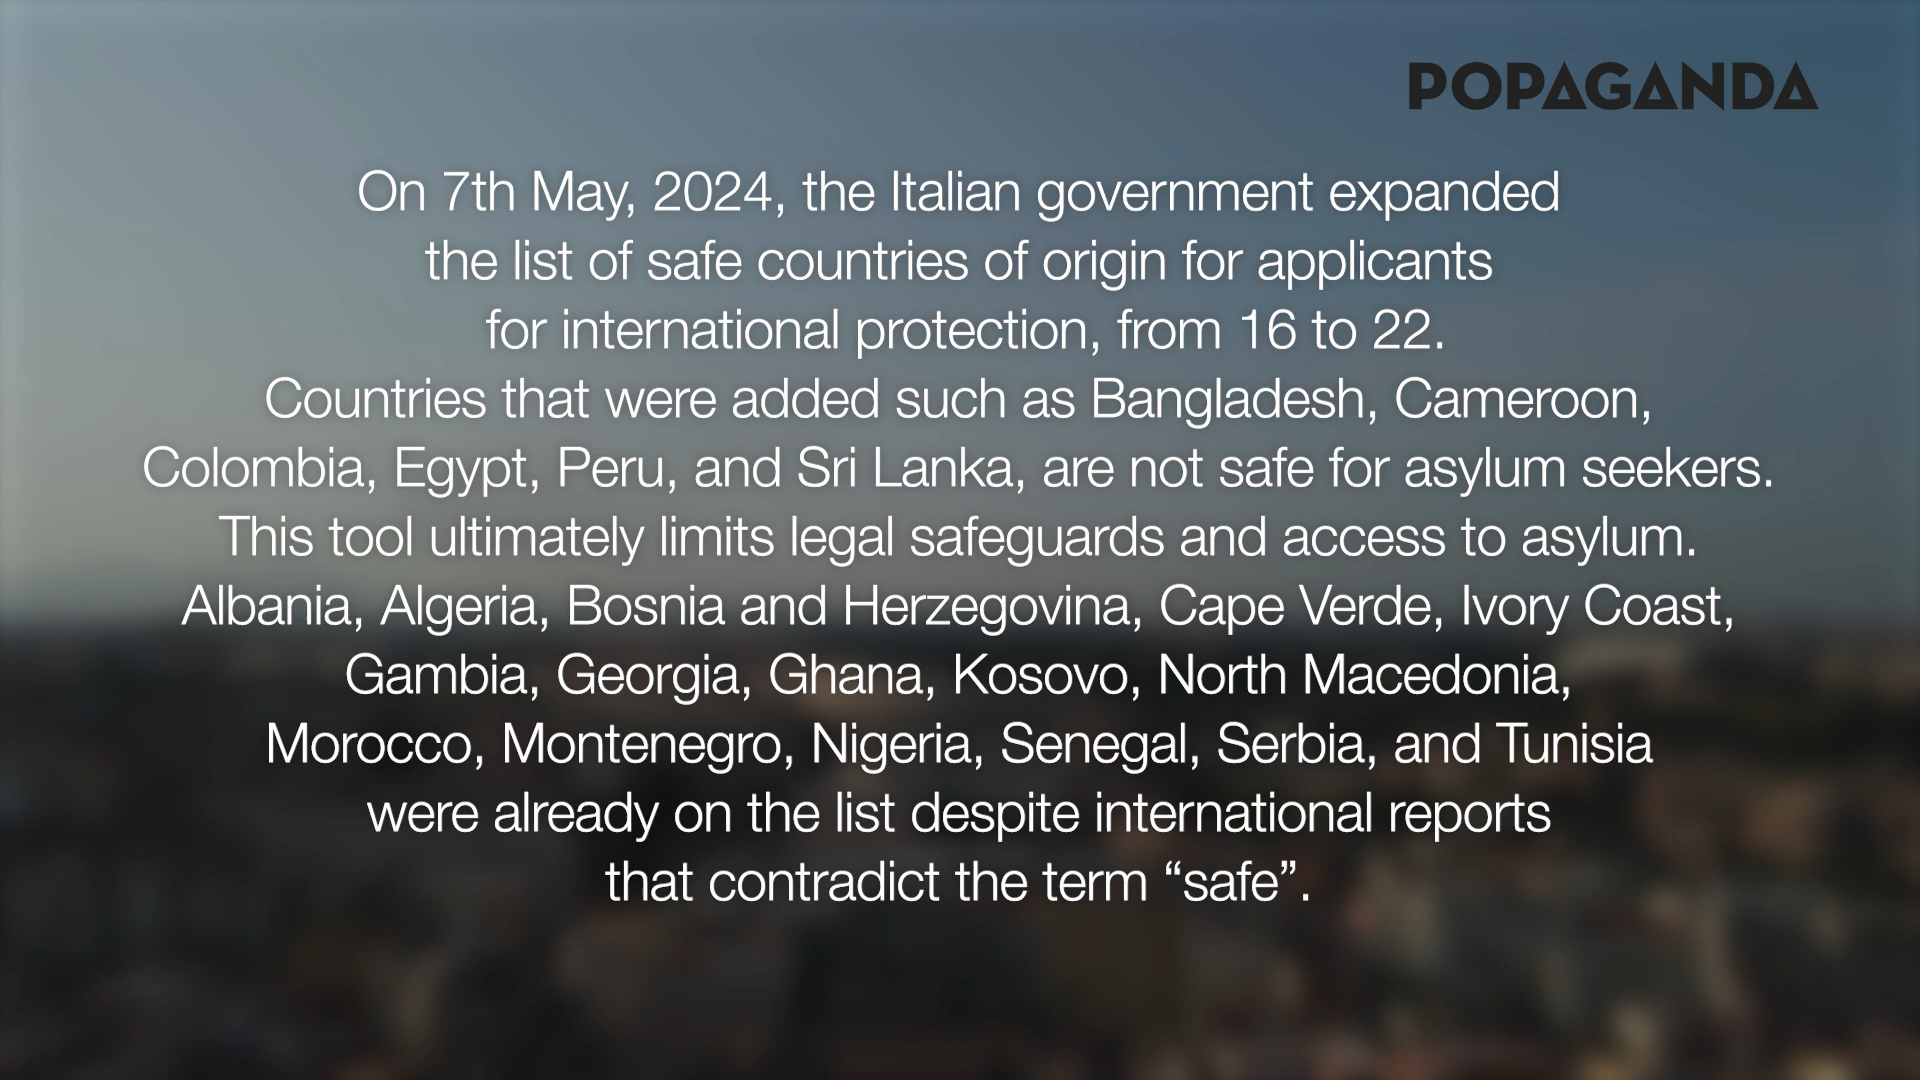 POPAGANDA
On 7th May, 2024, the Italian government expanded
the list of safe countries of origin for applicants
for international protection, from 16 to 22.
Countries that were added such as Bangladesh, Cameroon,
Colombia, Egypt, Peru, and Sri Lanka, are not safe for asylum seekers.
This tool ultimately limits legal safeguards and access to asylum.
Albania, Algeria, Bosnia and Herzegovina, Cape Verde, Ivory Coast,
Gambia, Georgia, Ghana, Kosovo, North Macedonia,
Morocco, Montenegro, Nigeria, Senegal, Serbia, and Tunisia
were already on the list despite international reports
that contradict the term “safe”.